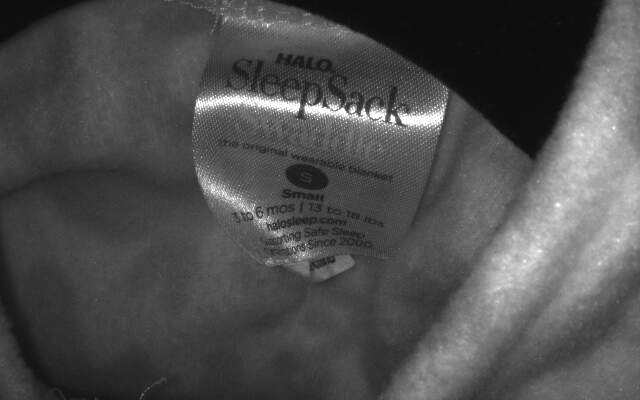 HALO
SleepSack
Swaddle
the original wearable blanket
S
Small
3 to 6 mos | 13 to 18 lbs
halosleep.com
Safe Sleep
Since 2000